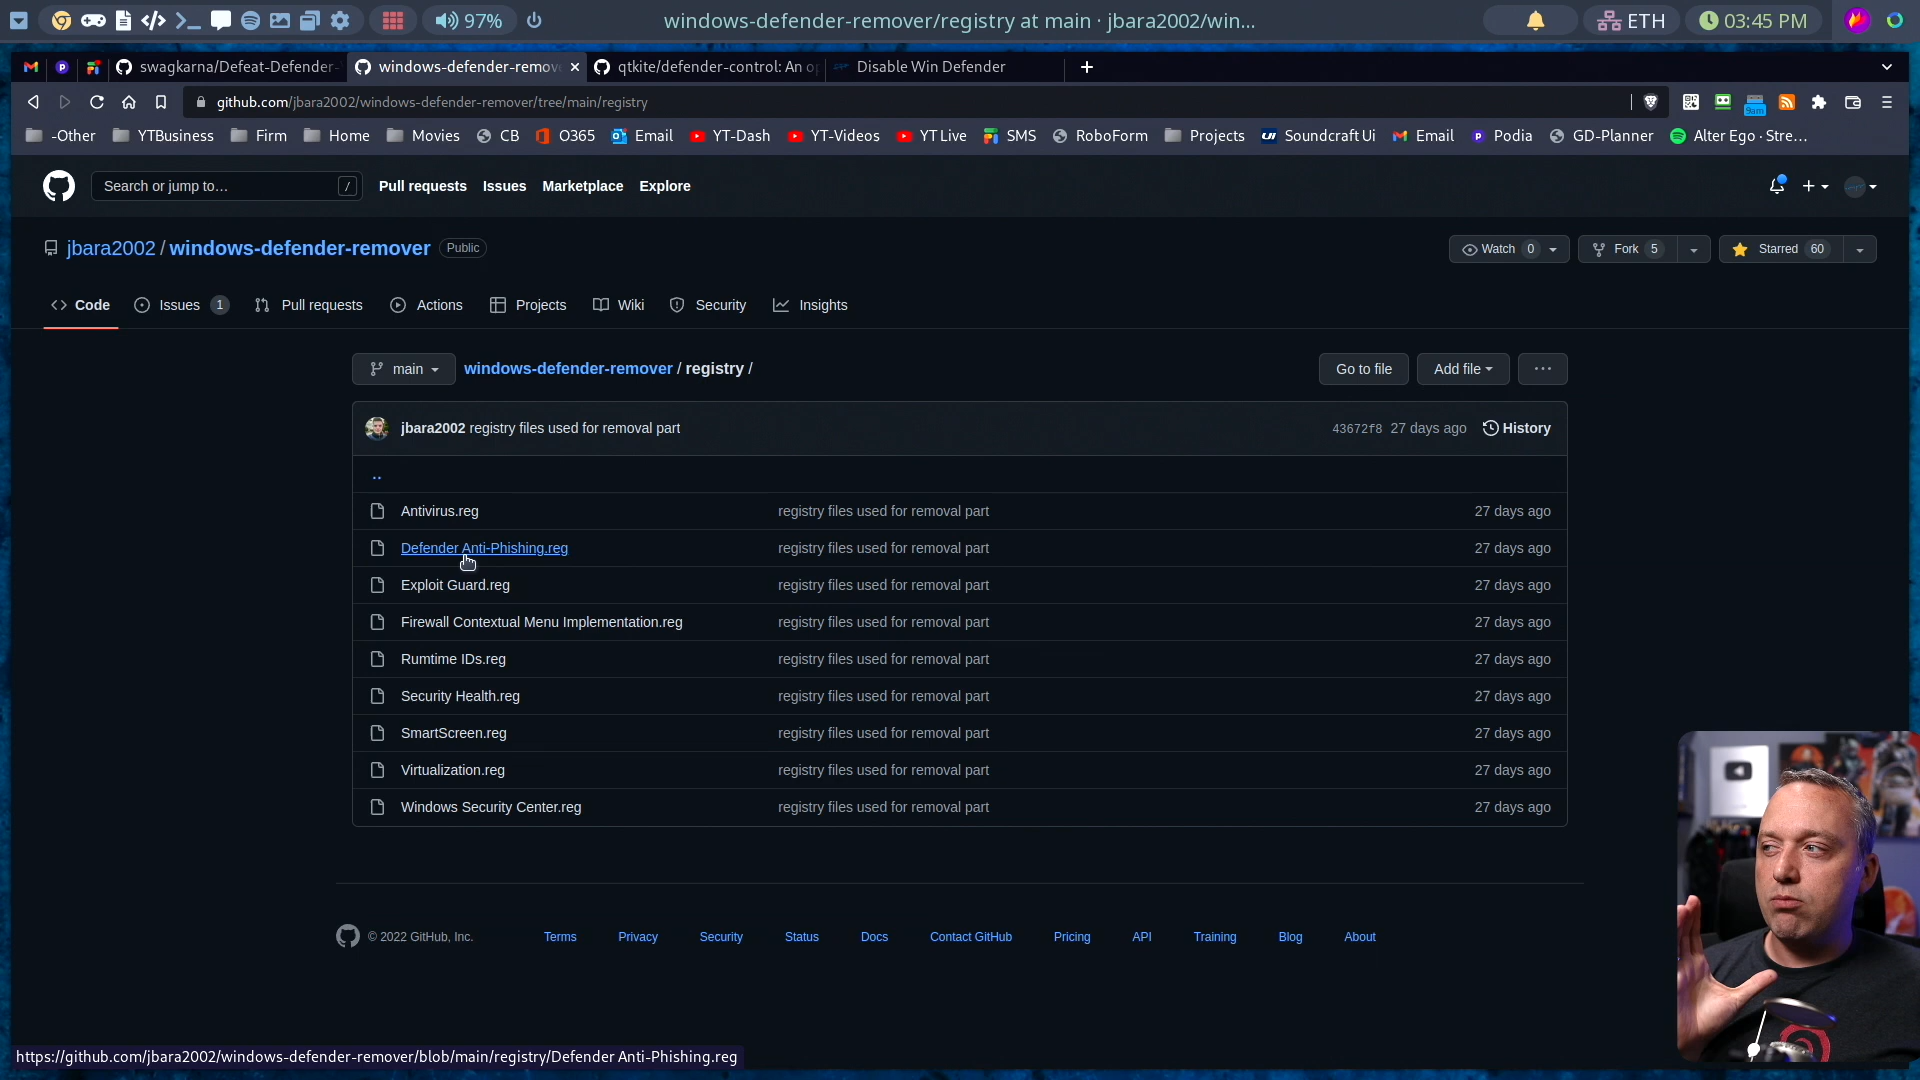 97%
windows-defender-remover/registry at main · jbara2002/win...
ETH
03:45 PM
swagkarna/Defeat-Defender-
windows-defender-remov
qtkite/defender-control: An o
Disable Win Defender
github.com/jbara2002/windows-defender-remover/tree/main/registry
9am
-Other
YTBusiness
Firm
Home
Movies
CB
O365
Email
YT-Dash
YT-Videos
YT Live
SMS
RoboForm
Projects
Soundcraft Ui
Email
Podia
GD-Planner
Alter Ego · Stre...
Search or jump to...
/
Pull requests
Issues
Marketplace
Explore
jbara2002 / windows-defender-remover
Public
Watch 0
Fork 5
Starred 60
Code
Issues 1
Pull requests
Actions
Projects
Wiki
Security
Insights
main
windows-defender-remover / registry /
Go to file
Add file
jbara2002 registry files used for removal part
43672f8 27 days ago
History
..
Antivirus.reg registry files used for removal part 27 days ago
Defender Anti-Phishing.reg registry files used for removal part 27 days ago
Exploit Guard.reg registry files used for removal part 27 days ago
Firewall Contextual Menu Implementation.reg registry files used for removal part 27 days ago
Rumtime IDs.reg registry files used for removal part 27 days ago
Security Health.reg registry files used for removal part 27 days ago
SmartScreen.reg registry files used for removal part 27 days ago
Virtualization.reg registry files used for removal part 27 days ago
Windows Security Center.reg registry files used for removal part 27 days ago
© 2022 GitHub, Inc.
Terms
Privacy
Security
Status
Docs
Contact GitHub
Pricing
API
Training
Blog
About
https://github.com/jbara2002/windows-defender-remover/blob/main/registry/Defender Anti-Phishing.reg